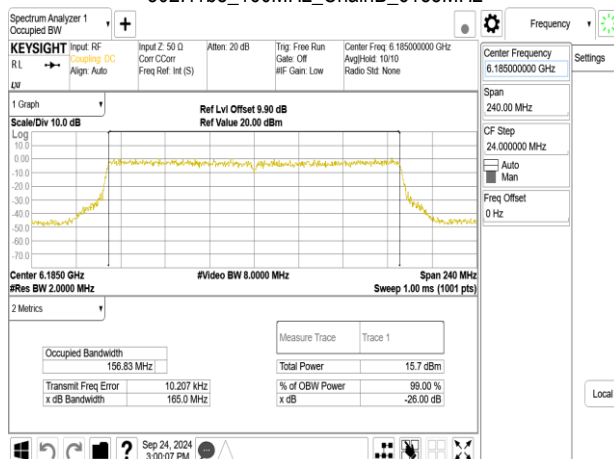 Spectrum Analyzer 1
Occupied BW
+
Frequency
KEYSIGHT
RL
LXI
Input: RF
Coupling: DC
Align: Auto
Input Z: 50 Ω
Corr CCorr
Freq Ref: Int (S)
Atten: 20 dB
Trig: Free Run
Gate: Off
#IF Gain: Low
Center Freq: 6.185000000 GHz
Avg|Hold: 10/10
Radio Std: None
Center Frequency
6.185000000 GHz
Settings
Span
240.00 MHz
CF Step
24.000000 MHz
Auto
Man
Freq Offset
0 Hz
1 Graph
Scale/Div 10.0 dB
Ref Lvl Offset 9.90 dB
Ref Value 20.00 dBm
Log
10.0
0.00
-10.0
-20.0
-30.0
-40.0
-50.0
-60.0
-70.0
Center 6.1850 GHz
#Video BW 8.0000 MHz
Span 240 MHz
#Res BW 2.0000 MHz
Sweep 1.00 ms (1001 pts)
2 Metrics
Measure Trace
Trace 1
Occupied Bandwidth
156.83 MHz
Total Power
15.7 dBm
Transmit Freq Error
10.207 kHz
% of OBW Power
99.00 %
x dB Bandwidth
165.0 MHz
x dB
-26.00 dB
Local
?
Sep 24, 2024
3:00:07 PM